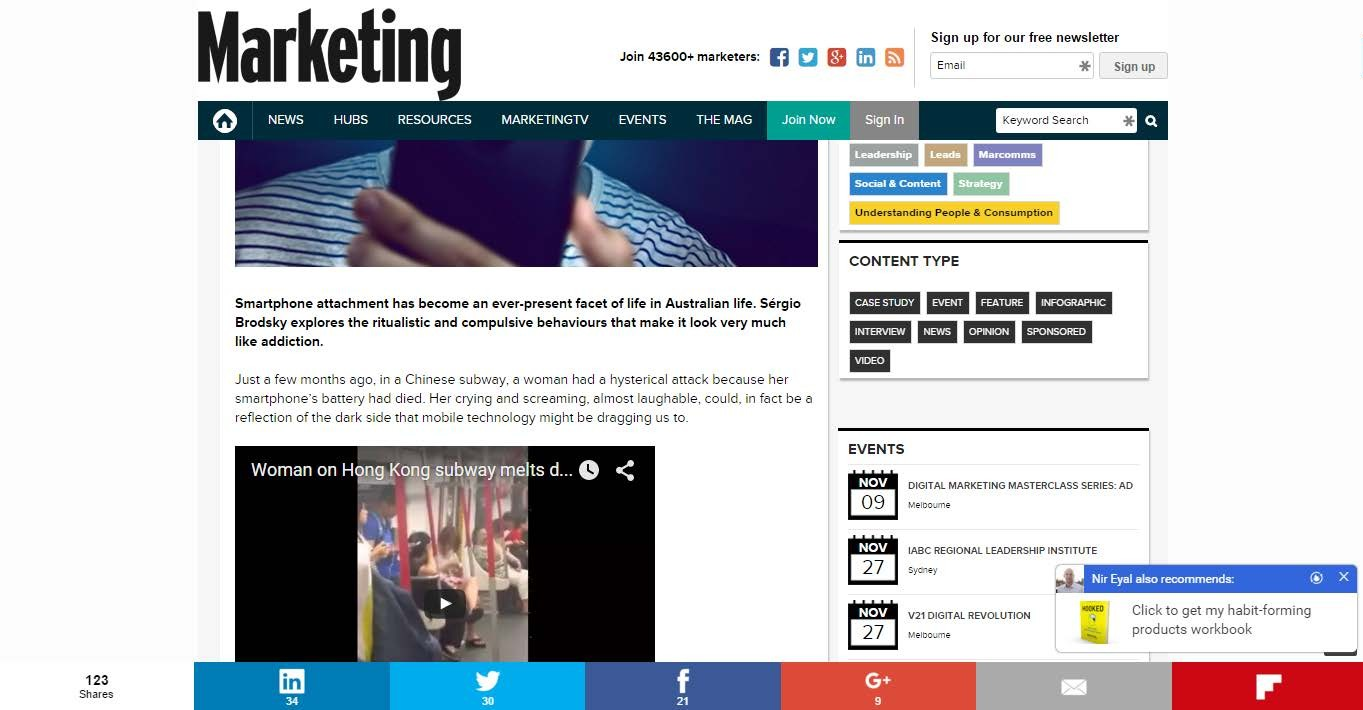 Marketing
Join 43600+ marketers:
Sign up for our free newsletter
Email
Sign up
NEWS HUBS RESOURCES MARKETINGTV EVENTS THE MAG Join Now Sign In Keyword Search
Leadership Leads Marcomms
Social & Content Strategy
Understanding People & Consumption
CONTENT TYPE
CASE STUDY EVENT FEATURE INFOGRAPHIC
INTERVIEW NEWS OPINION SPONSORED
VIDEO
Smartphone attachment has become an ever-present facet of life in Australian life. Sérgio
Brodsky explores the ritualistic and compulsive behaviours that make it look very much
like addiction.
Just a few months ago, in a Chinese subway, a woman had a hysterical attack because her
smartphone's battery had died. Her crying and screaming, almost laughable, could, in fact be a
reflection of the dark side that mobile technology might be dragging us to.
Woman on Hong Kong subway melts d...
EVENTS
NOV
09
DIGITAL MARKETING MASTERCLASS SERIES: AD
Melbourne
NOV
27
IABC REGIONAL LEADERSHIP INSTITUTE
Sydney
NOV
27
V21 DIGITAL REVOLUTION
Melbourne
Nir Eyal also recommends:
HOOKED
Click to get my habit-forming
products workbook
123
Shares
in
34
30
f
21
G+
9